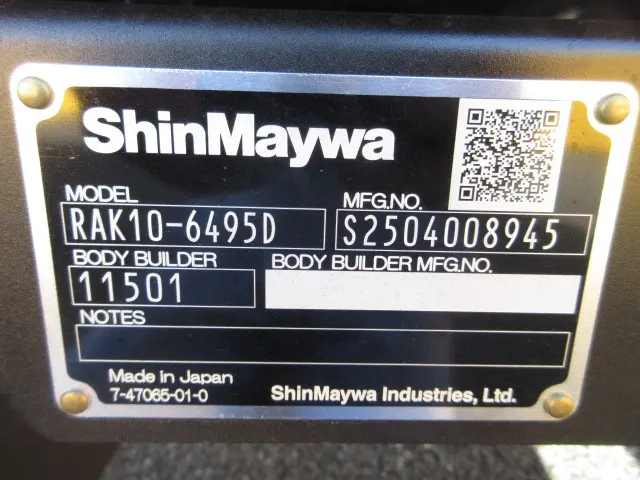 ShinMaywa
MODEL
RAK10-6495D
MFG.NO.
S2504008945
BODY BUILDER
11501
BODY BUILDER MFG.NO.
NOTES
Made in Japan
7-47065-01-0
ShinMaywa Industries, Ltd.